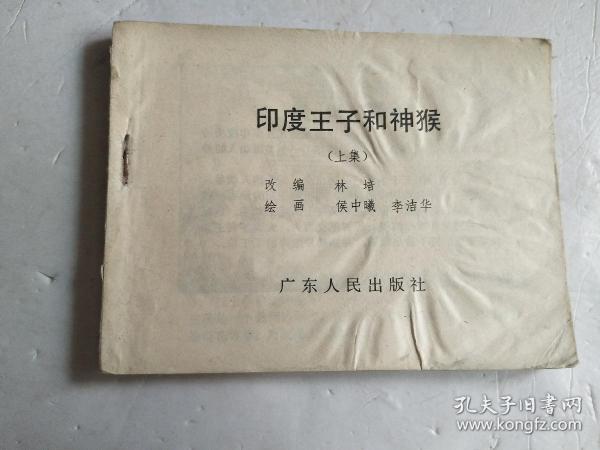 印度王子和神猴
（上集）
改编 林培
绘画 侯中曦 李洁华
广东人民出版社
孔夫子旧书网
www.kongfz.com